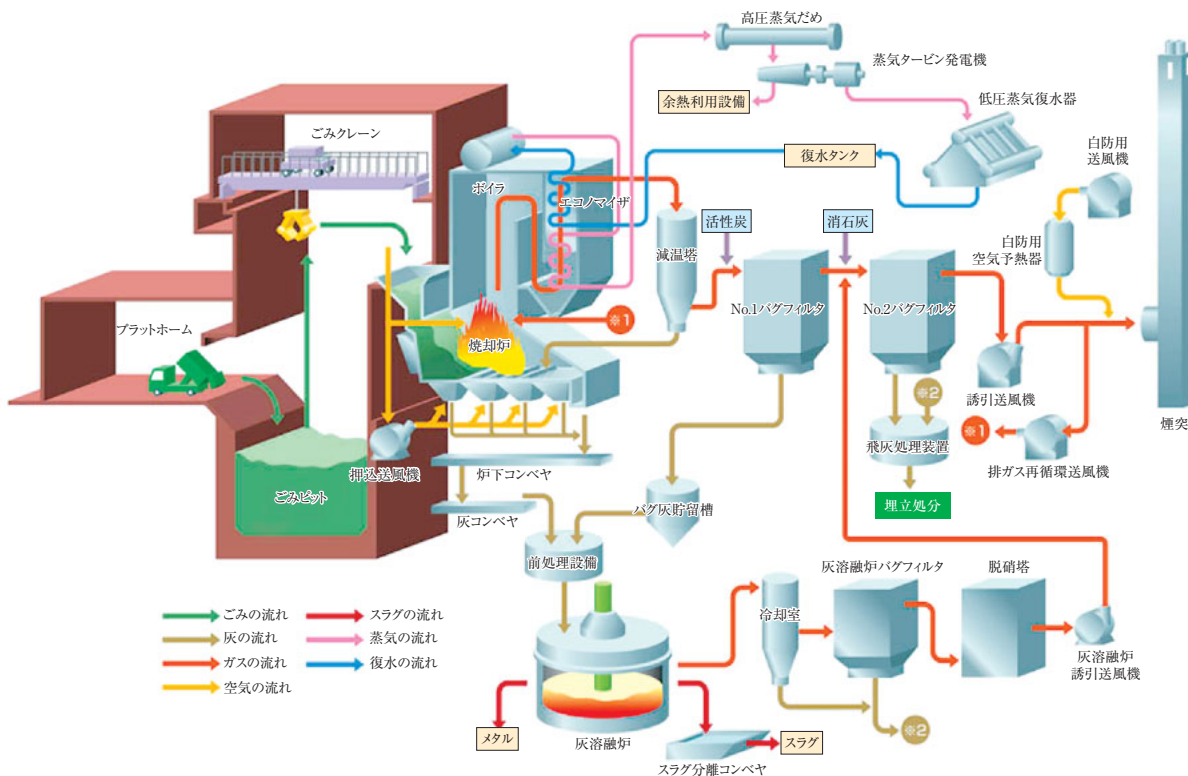 高圧蒸気だめ
蒸気タービン発電機
余熱利用設備
低圧蒸気復水器
ごみクレーン
復水タンク
白防用
送風機
ボイラ
エコノマイザ
活性炭
消石灰
減温塔
白防用
空気予熱器
No.1バグフィルタ
No.2バグフィルタ
プラットホーム
※1
焼却炉
※2
誘引送風機
※1
煙突
飛灰処理装置
排ガス再循環送風機
押込送風機
炉下コンベヤ
ごみピット
埋立処分
灰コンベヤ
バグ灰貯留槽
前処理設備
灰溶融炉バグフィルタ
脱硝塔
冷却室
ごみの流れ
スラグの流れ
灰の流れ
蒸気の流れ
ガスの流れ
復水の流れ
空気の流れ
灰溶融炉
誘引送風機
※2
メタル
灰溶融炉
スラグ
スラグ分離コンベヤ